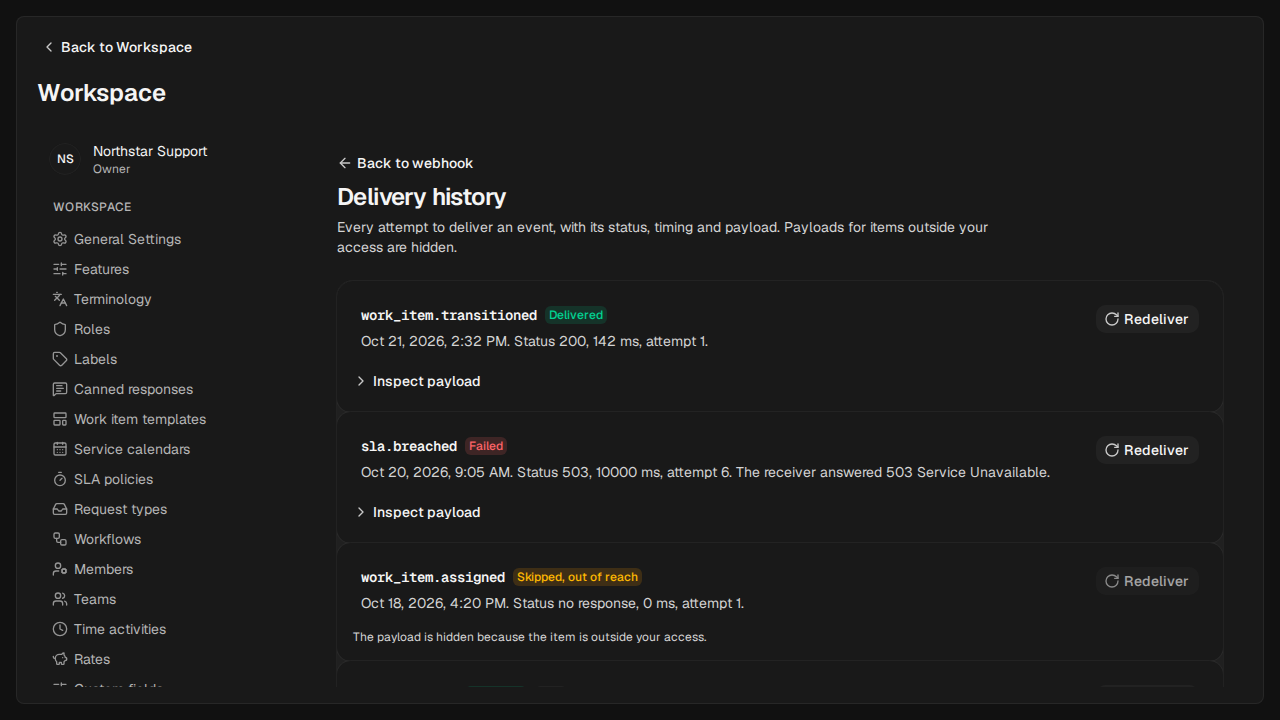 Back to Workspace
Workspace
NS
Northstar Support
Owner
WORKSPACE
General Settings
Features
Terminology
Roles
Labels
Canned responses
Work item templates
Service calendars
SLA policies
Request types
Workflows
Members
Teams
Time activities
Rates
Back to webhook
Delivery history
Every attempt to deliver an event, with its status, timing and payload. Payloads for items outside your
access are hidden.
work_item.transitioned Delivered
Redeliver
Oct 21, 2026, 2:32 PM. Status 200, 142 ms, attempt 1.
Inspect payload
sla.breached Failed
Redeliver
Oct 20, 2026, 9:05 AM. Status 503, 10000 ms, attempt 6. The receiver answered 503 Service Unavailable.
Inspect payload
work_item.assigned Skipped, out of reach
Redeliver
Oct 18, 2026, 4:20 PM. Status no response, 0 ms, attempt 1.
The payload is hidden because the item is outside your access.